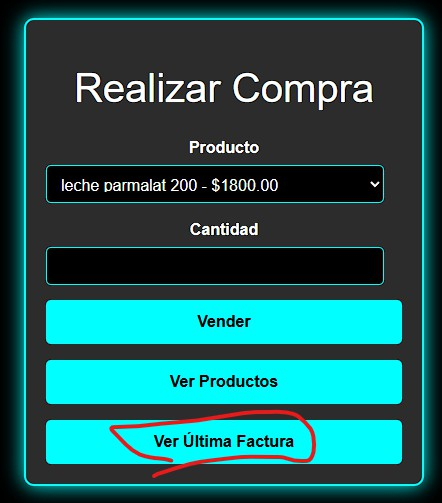 Realizar Compra
Producto
leche parmalat 200 - $1800.00
Cantidad
Vender
Ver Productos
Ver Última Factura